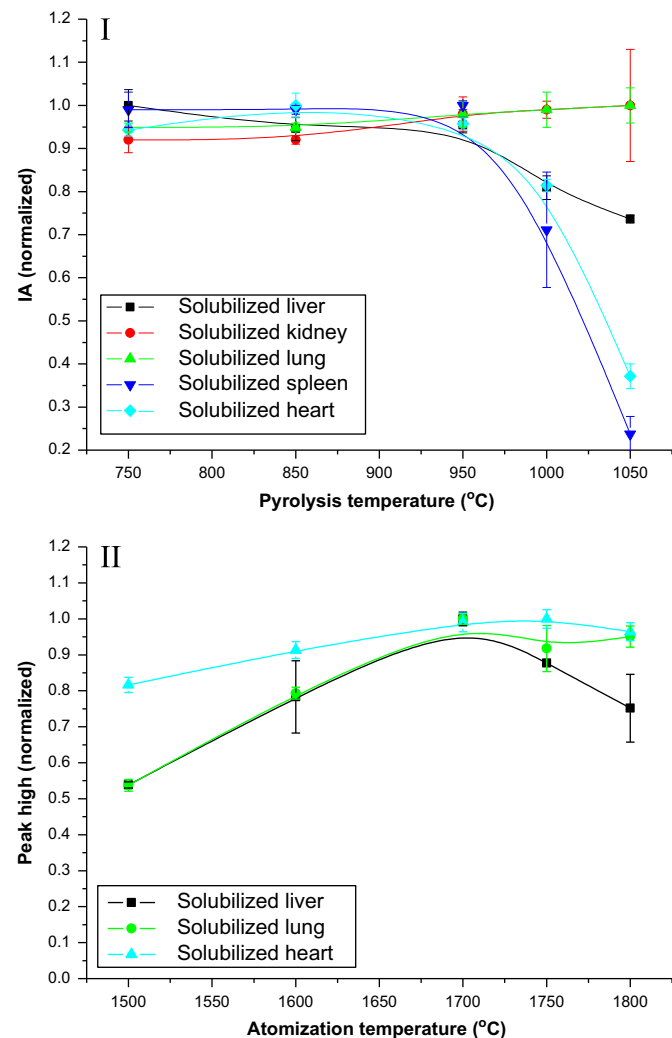 I
1.2
1.1
1.0
0.9
0.8
0.7
0.6
0.5
0.4
0.3
0.2
IA (normalized)
Solubilized liver
Solubilized kidney
Solubilized lung
Solubilized spleen
Solubilized heart
750 800 850 900 950 1000 1050
Pyrolysis temperature (°C)
II
1.2
1.1
1.0
0.9
0.8
0.7
0.6
0.5
0.4
0.3
0.2
0.1
0.0
Peak high (normalized)
Solubilized liver
Solubilized lung
Solubilized heart
1500 1550 1600 1650 1700 1750 1800
Atomization temperature (°C)